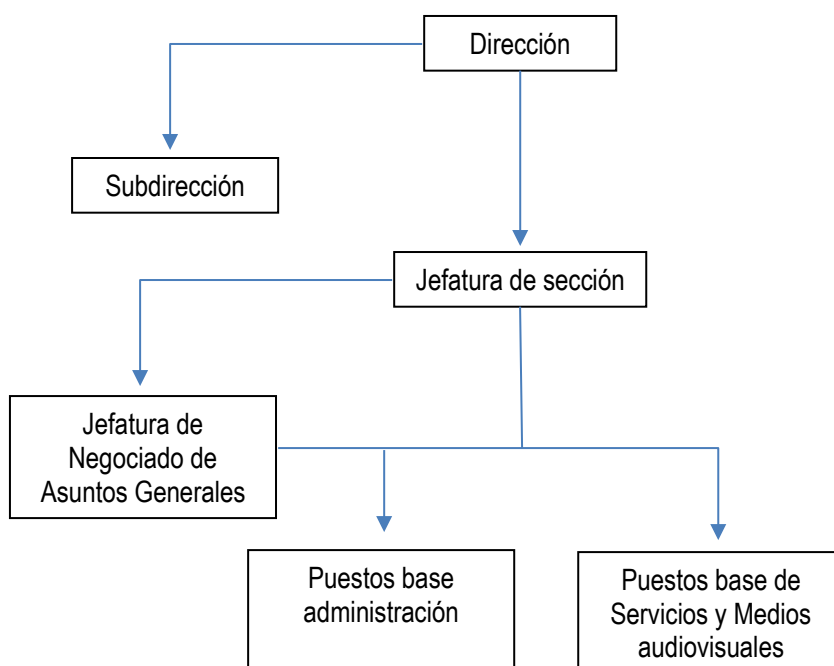 Dirección
Subdirección
Jefatura de sección
Jefatura de
Negociado de
Asuntos Generales
Puestos base
administración
Puestos base de
Servicios y Medios
audiovisuales